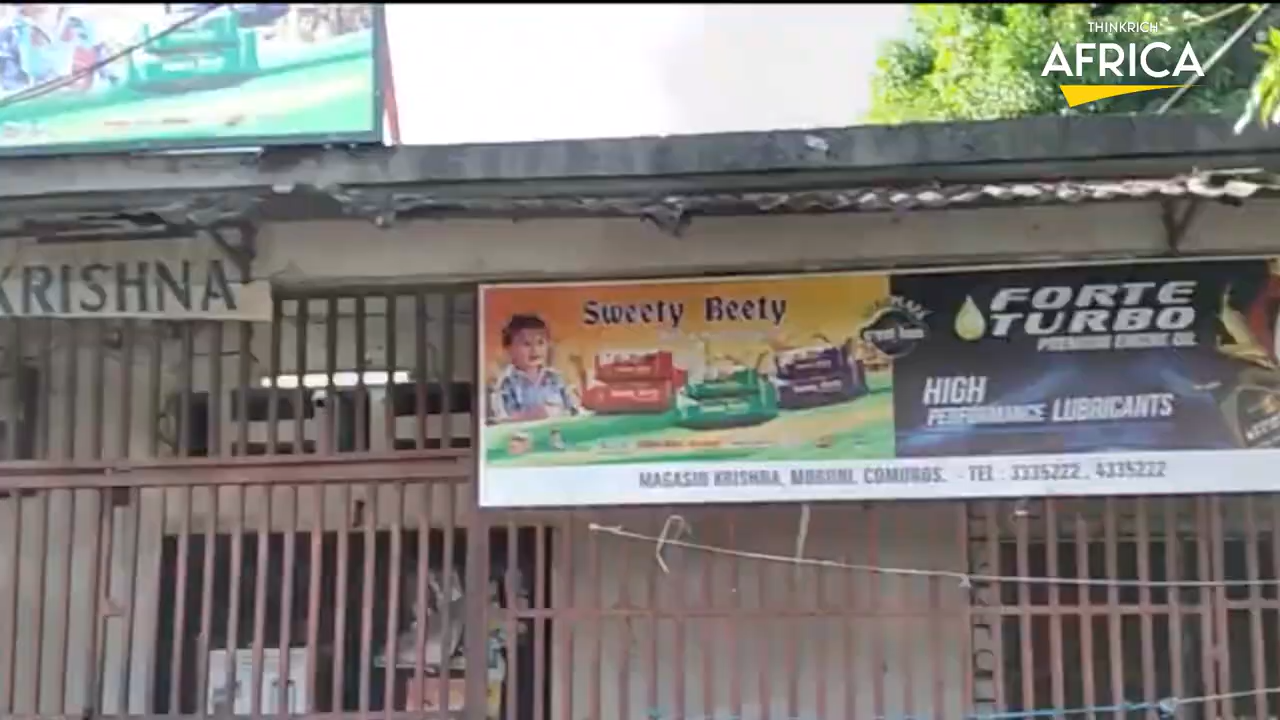 THINKRICH
AFRICA
KRISHNA
Sweety Beety
FORTE
TURBO
PREMIUM ENGINE OIL
HIGH
PERFORMANCE LUBRICANTS
MAGASIN KRISHNA, MORONI, COMOROS. - TEL : 3335222, 4335222